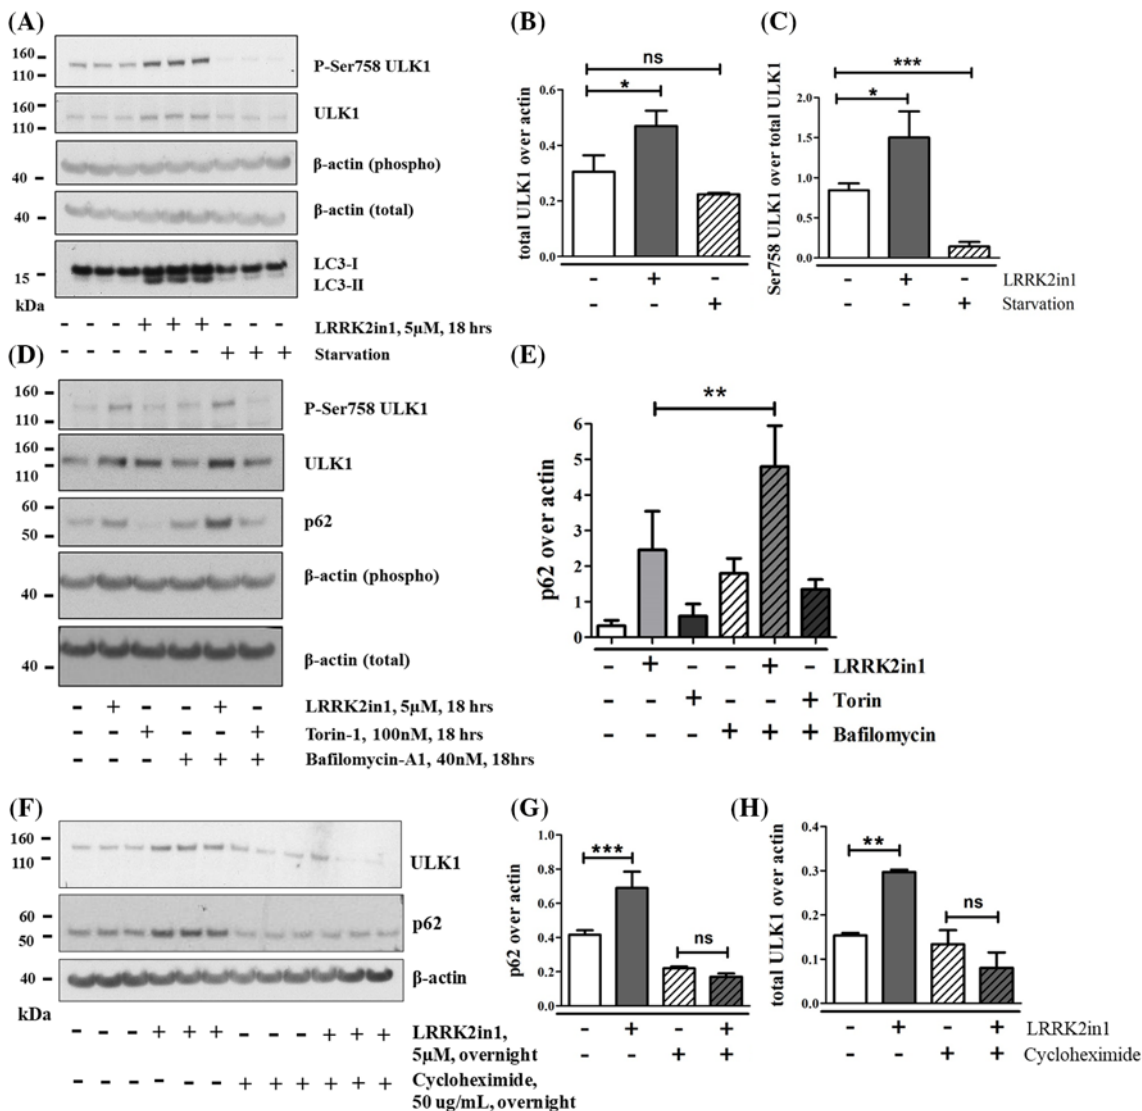 (A)
160
110
P-Ser758 ULK1
160
110
ULK1
β-actin (phospho)
40
40
β-actin (total)
LC3-I
15
LC3-II
kDa
- - - + + + - - - LRRK2in1, 5µM, 18 hrs
- - - - - - + + + Starvation
(B)
ns
*
total ULK1 over actin
0.6
0.4
0.2
0.0
- + -
- - +
(C)
***
*
Ser758 ULK1 over total ULK1
2.0
1.5
1.0
0.5
0.0
- + - LRRK2in1
- - + Starvation
(D)
160
110
P-Ser758 ULK1
160
110
ULK1
60
50
p62
β-actin (phospho)
40
40
β-actin (total)
- + - - + - LRRK2in1, 5µM, 18 hrs
- - + - - + Torin-1, 100nM, 18 hrs
- - - + + + Bafilomycin-A1, 40nM, 18hrs
(E)
**
p62 over actin
6
5
4
3
2
1
0
- + - - + - LRRK2in1
- - + - - + Torin
- - - + + + Bafilomycin
(F)
160
110
ULK1
60
50
p62
40
β-actin
kDa
- - - + + + - - - + + + LRRK2in1,
5µM, overnight
- - - - - - + + + + + + Cycloheximide,
50 ug/mL, overnight
(G)
***
ns
p62 over actin
1.0
0.8
0.6
0.4
0.2
0.0
- + - +
- - + +
(H)
**
ns
total ULK1 over actin
0.4
0.3
0.2
0.1
0.0
- + - + LRRK2in1
- - + + Cycloheximide